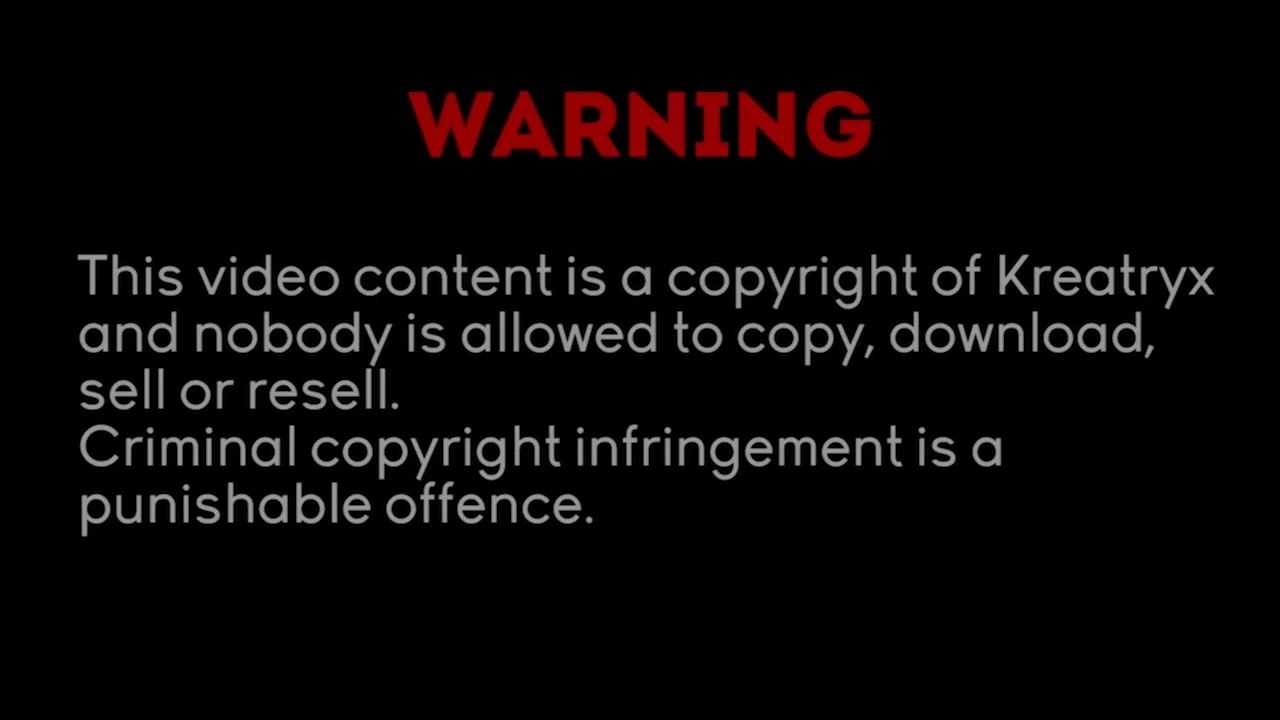 WARNING
This video content is a copyright of Kreatryx
and nobody is allowed to copy, download,
sell or resell.
Criminal copyright infringement is a
punishable offence.